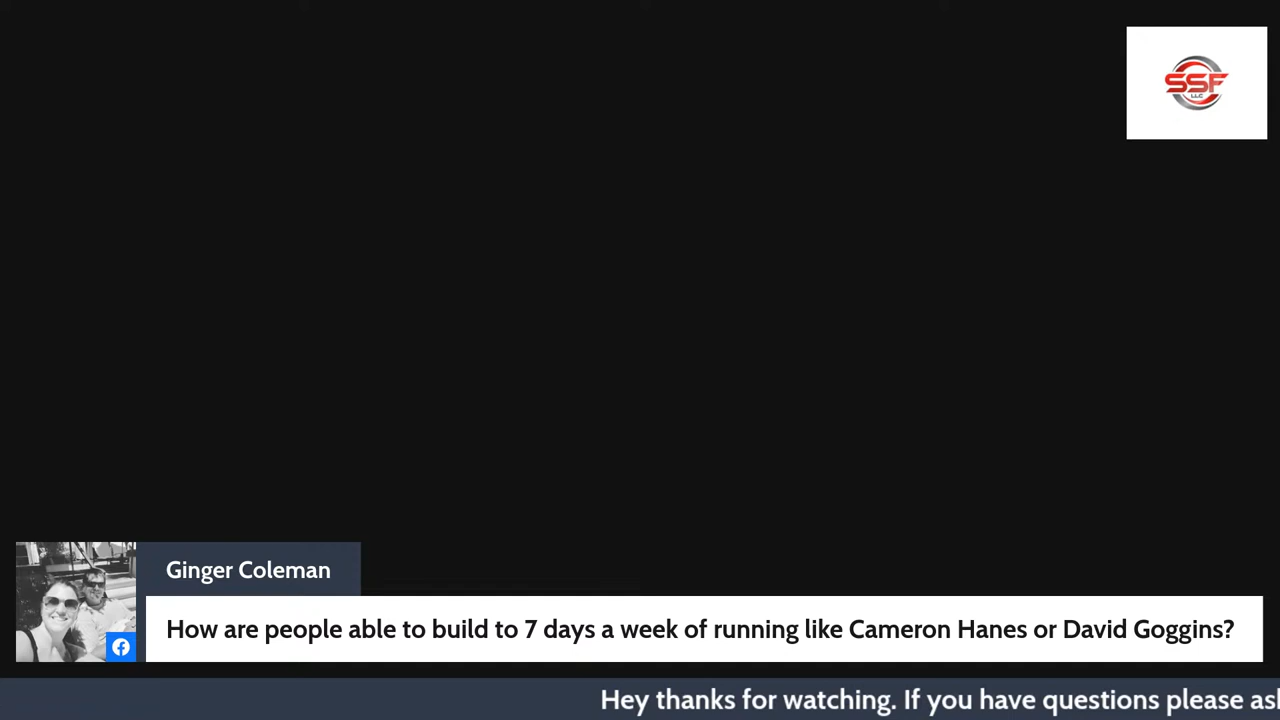 SSF
LLC
Ginger Coleman
How are people able to build to 7 days a week of running like Cameron Hanes or David Goggins?
Hey thanks for watching. If you have questions please ask